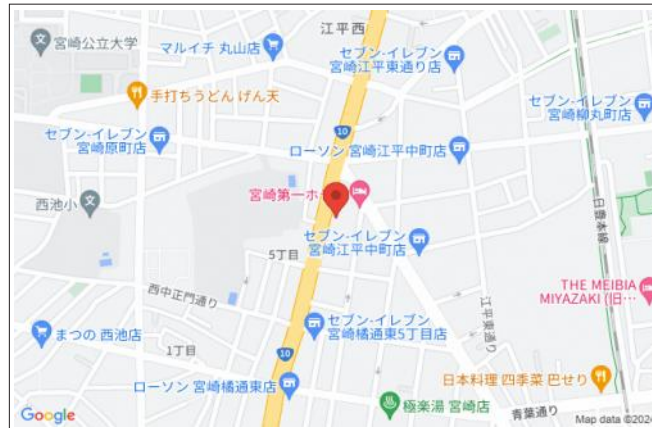 江平西
宮崎公立大学
マルイチ 丸山店
セブン-イレブン
宮崎江平東通り店
手打ちうどん げん天
セブン-イレブン
宮崎柳丸町店
セブン-イレブン
宮崎原町店
10
ローソン 宮崎江平中町店
西池小
宮崎第一ホ
日豊本線
セブン-イレブン
宮崎江平中町店
5丁目
西中正門通り
THE MEIBIA
MIYAZAKI (旧…
江平東通り
セブン-イレブン
宮崎橘通東5丁目店
まつの 西池店
1丁目
10
日本料理 四季菜 巴せり
ローソン 宮崎橘通東店
極楽湯 宮崎店
青葉通り
Google
Map data ©2024